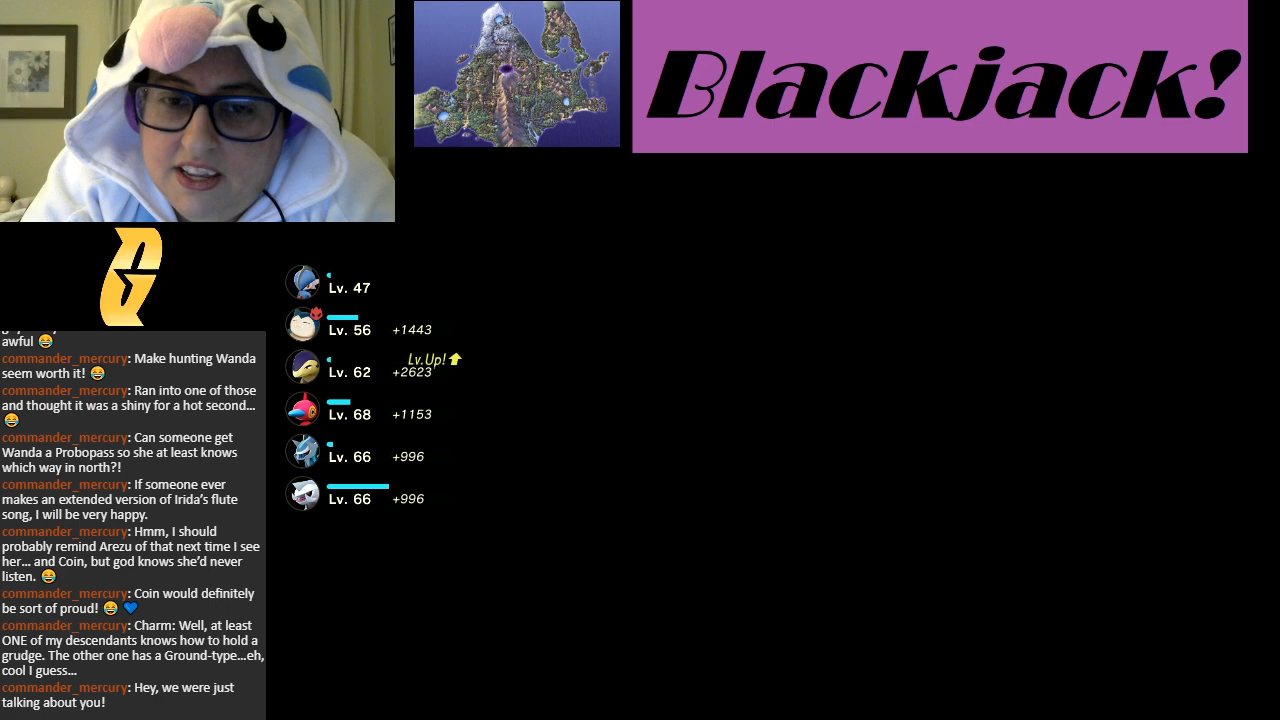 Blackjack!
Lv. 47
Lv. 56 +1443
Lv.Up!
Lv. 62 +2623
Lv. 68 +1153
Lv. 66 +996
Lv. 66 +996
awful 😂
commander_mercury: Make hunting Wanda
seem worth it! 😂
commander_mercury: Ran into one of those
and thought it was a shiny for a hot second...
😂
commander_mercury: Can someone get
Wanda a Probopass so she at least knows
which way in north?!
commander_mercury: If someone ever
makes an extended version of Irida's flute
song, I will be very happy.
commander_mercury: Hmm, I should
probably remind Arezu of that next time I see
her... and Coin, but god knows she'd never
listen. 😂
commander_mercury: Coin would definitely
be sort of proud! 😂 💙
commander_mercury: Charm: Well, at least
ONE of my descendants knows how to hold a
grudge. The other one has a Ground-type...eh,
cool I guess...
commander_mercury: Hey, we were just
talking about you!